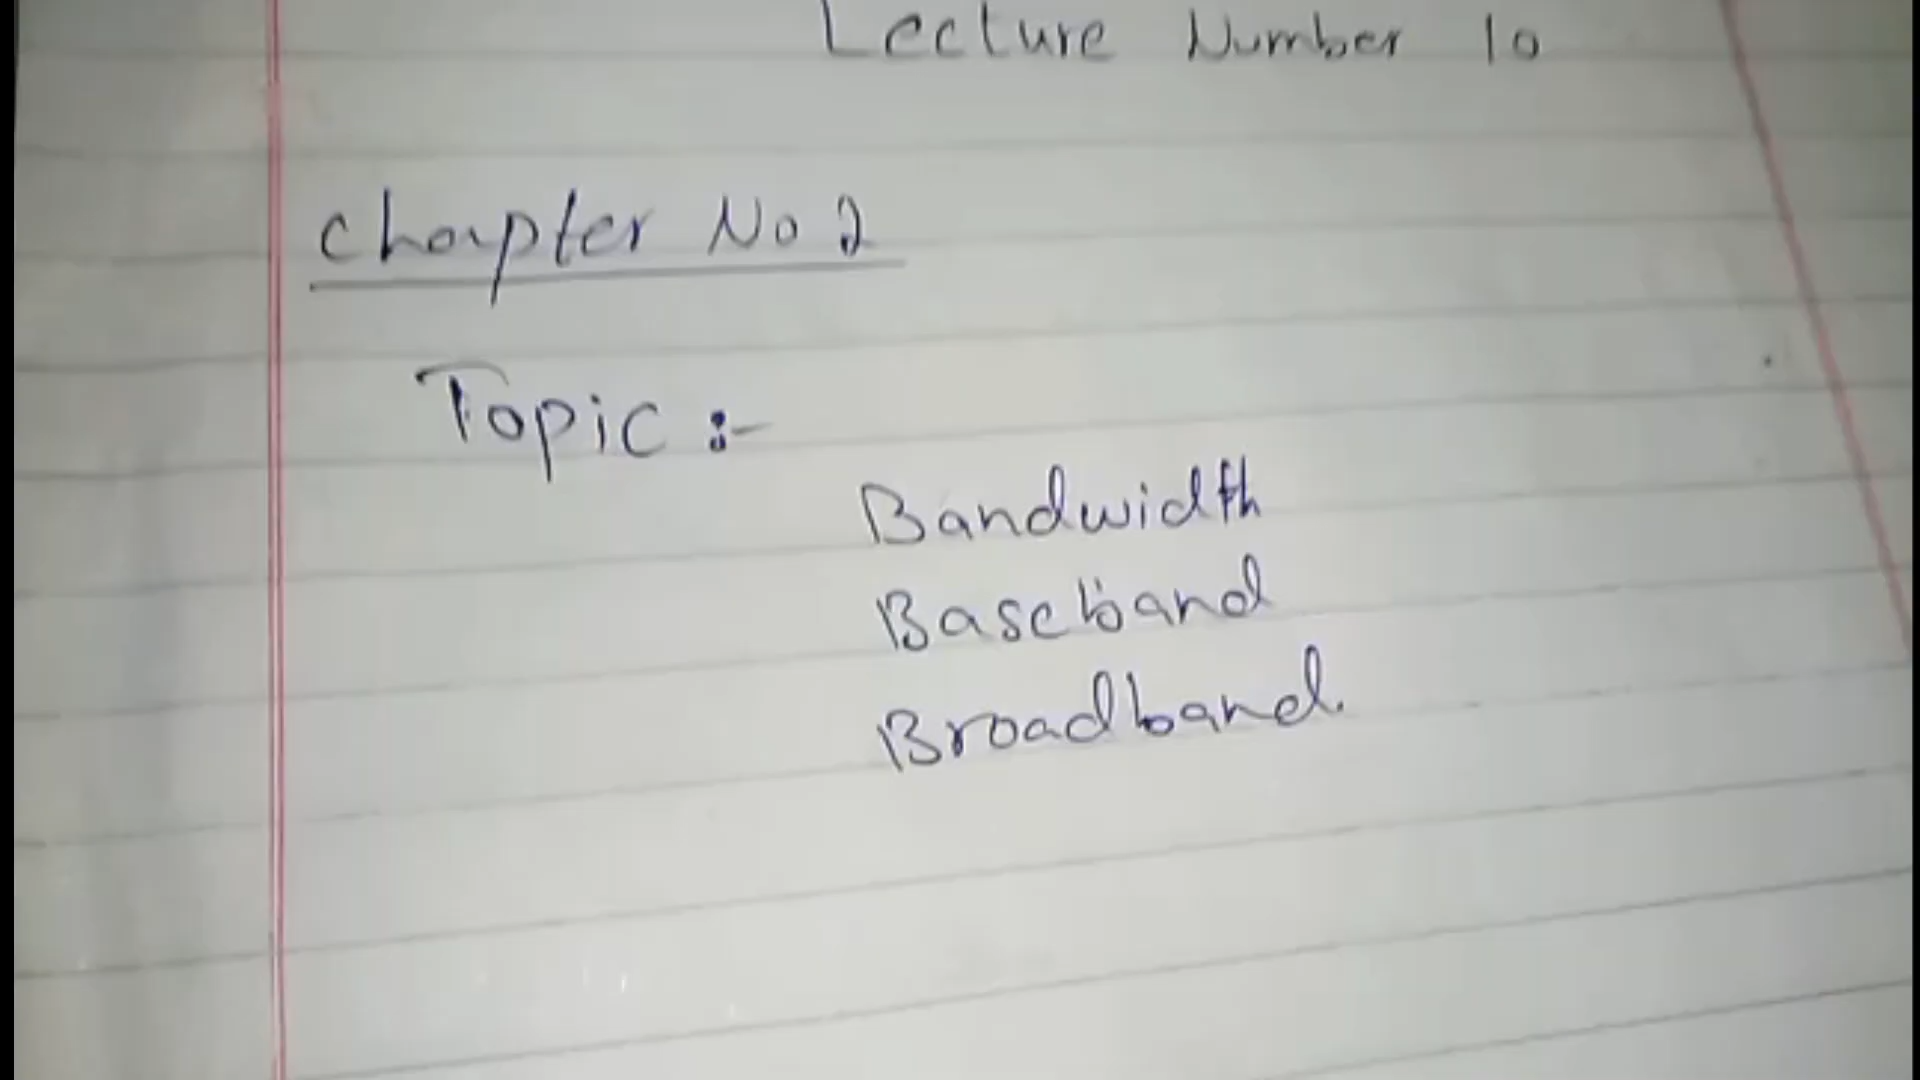 Lecture Number 10
Chapter No 2
Topic :-
Bandwidth
Baseband
Broadband.